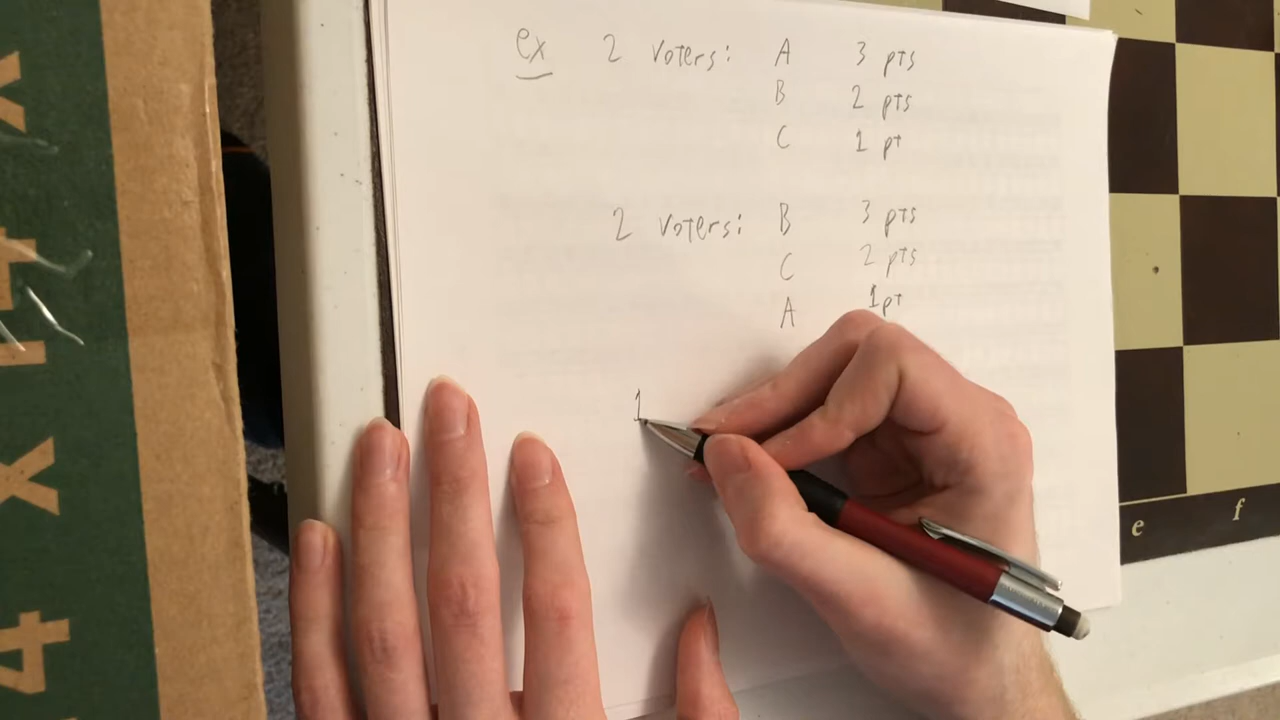 ex 2 voters: A 3 pts
B 2 pts
C 1 pt
2 voters: B 3 pts
C 2 pts
A 1 pt
1
e f